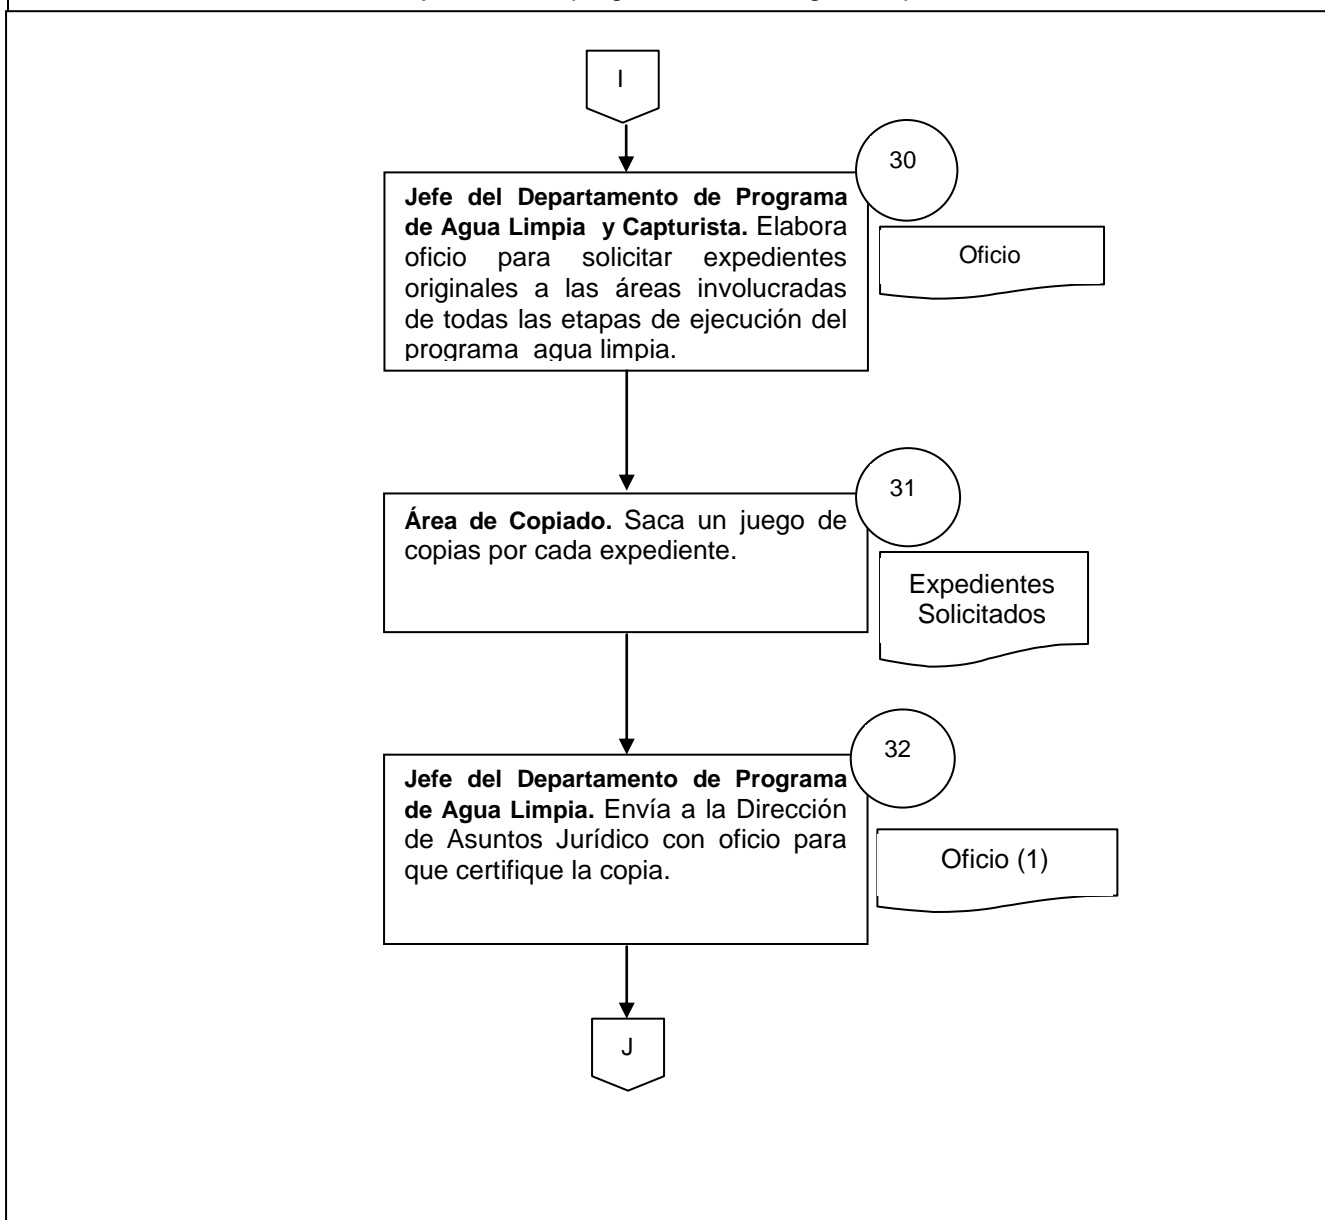 I
30
Jefe del Departamento de Programa
de Agua Limpia y Capturista. Elabora
oficio para solicitar expedientes
originales a las áreas involucradas
de todas las etapas de ejecución del
programa agua limpia.
Oficio
31
Área de Copiado. Saca un juego de
copias por cada expediente.
Expedientes
Solicitados
32
Jefe del Departamento de Programa
de Agua Limpia. Envía a la Dirección
de Asuntos Jurídico con oficio para
que certifique la copia.
Oficio (1)
J